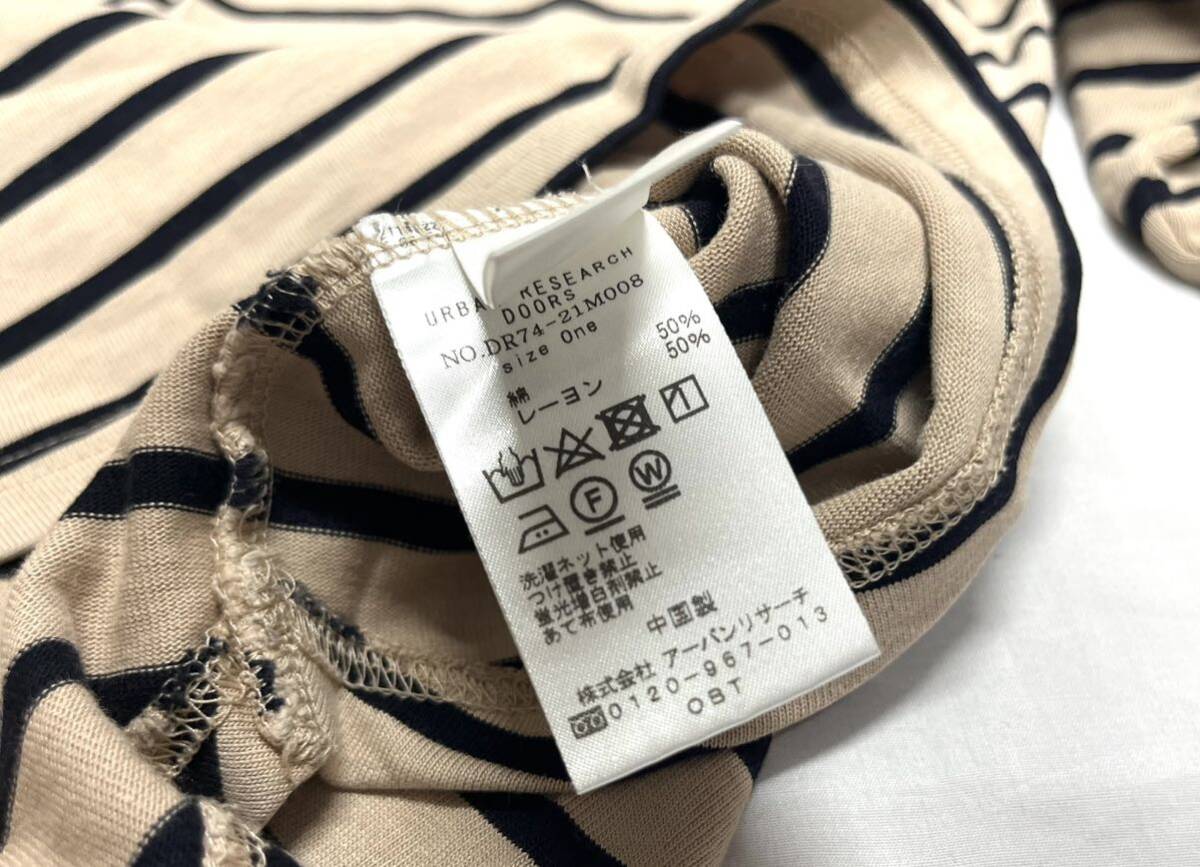 URBAN RESEARCH
DOORS
NO.DR74-21M008
size One
綿 50%
レーヨン 50%
F W
洗濯ネット使用
つけ置き禁止
蛍光増白剤禁止
あて布使用
中国製
株式会社 アーバンリサーチ
0120-967-013
OBT